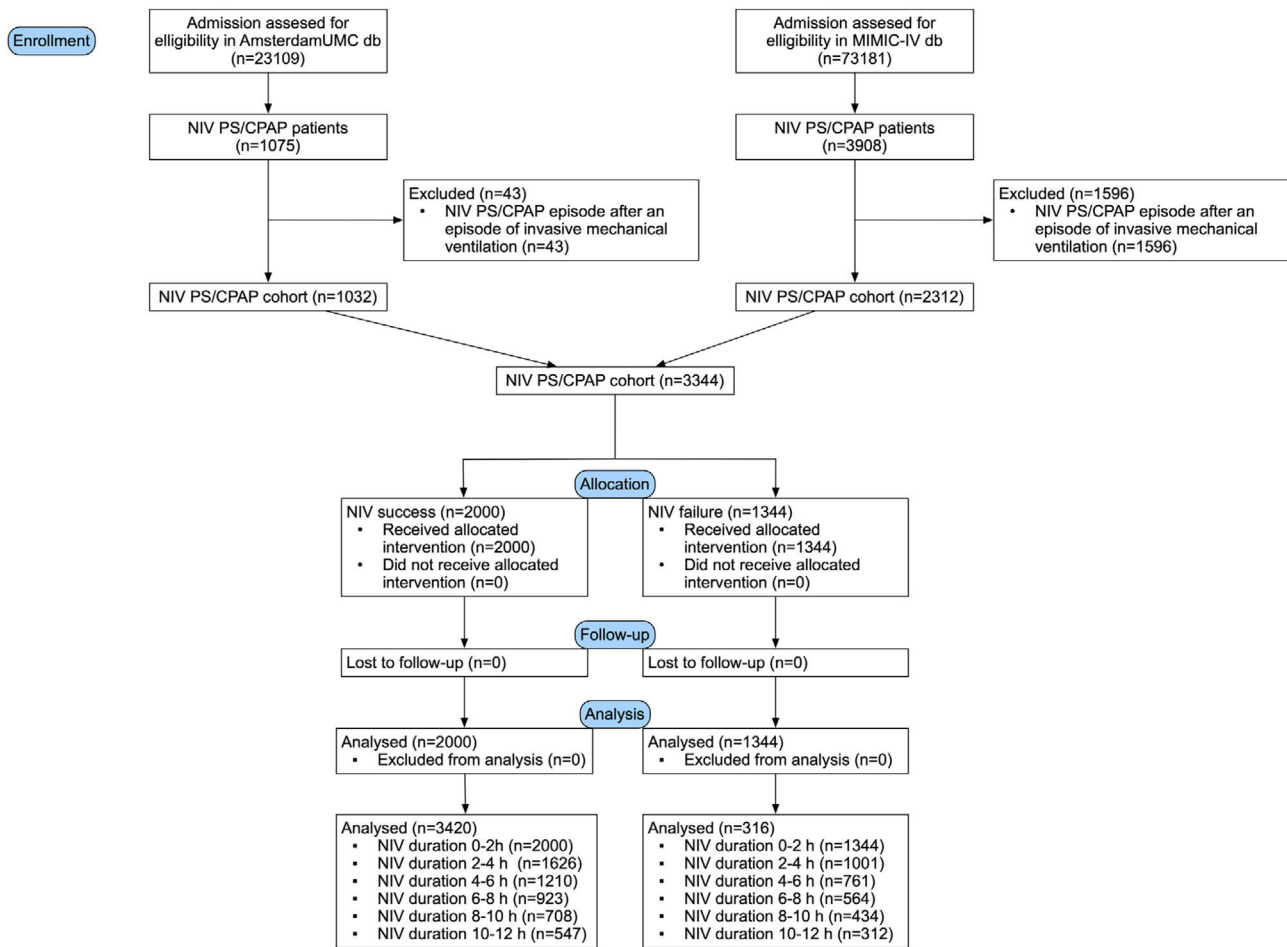 Enrollment
Admission assesed for
elligibility in AmsterdamUMC db
(n=23109)
Admission assesed for
elligibility in MIMIC-IV db
(n=73181)
NIV PS/CPAP patients
(n=1075)
NIV PS/CPAP patients
(n=3908)
Excluded (n=43)
• NIV PS/CPAP episode after an
episode of invasive mechanical
ventilation (n=43)
Excluded (n=1596)
• NIV PS/CPAP episode after an
episode of invasive mechanical
ventilation (n=1596)
NIV PS/CPAP cohort (n=1032)
NIV PS/CPAP cohort (n=2312)
NIV PS/CPAP cohort (n=3344)
Allocation
NIV success (n=2000)
• Received allocated
intervention (n=2000)
• Did not receive allocated
intervention (n=0)
NIV failure (n=1344)
• Received allocated
intervention (n=1344)
• Did not receive allocated
intervention (n=0)
Follow-up
Lost to follow-up (n=0)
Lost to follow-up (n=0)
Analysis
Analysed (n=2000)
▪ Excluded from analysis (n=0)
Analysed (n=1344)
▪ Excluded from analysis (n=0)
Analysed (n=3420)
▪ NIV duration 0-2h (n=2000)
▪ NIV duration 2-4 h (n=1626)
▪ NIV duration 4-6 h (n=1210)
▪ NIV duration 6-8 h (n=923)
▪ NIV duration 8-10 h (n=708)
▪ NIV duration 10-12 h (n=547)
Analysed (n=316)
▪ NIV duration 0-2 h (n=1344)
▪ NIV duration 2-4 h (n=1001)
▪ NIV duration 4-6 h (n=761)
▪ NIV duration 6-8 h (n=564)
▪ NIV duration 8-10 h (n=434)
▪ NIV duration 10-12 h (n=312)